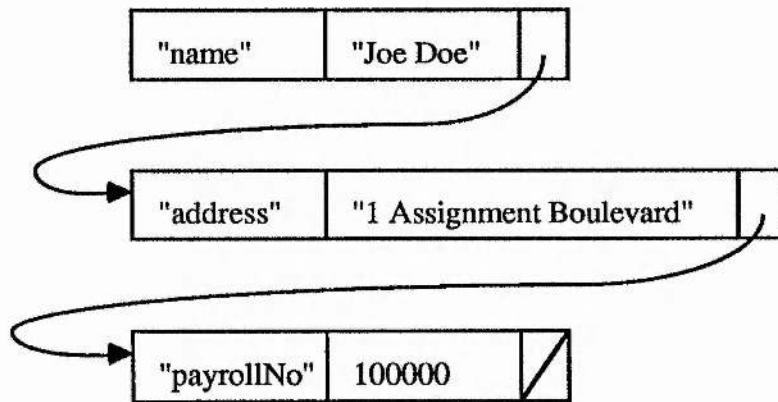 "name" "Joe Doe"
"address" "1 Assignment Boulevard"
"payrollNo" 100000